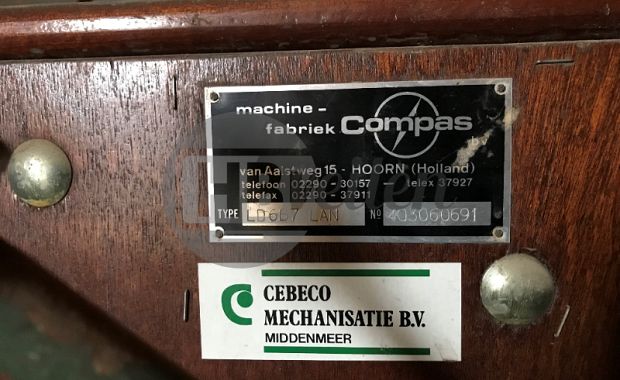 machine-
fabriek Compas
van Aalstweg 15 - HOORN (Holland)
telefoon 02290 - 30157 - telex 37927
telefax 02290 - 37911
TYPE LD667 LAN No 403060691
CEBECO
MECHANISATIE B.V.
MIDDENMEER